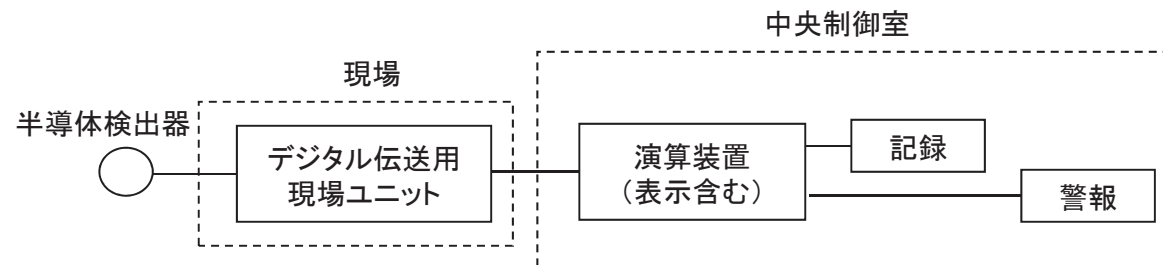 中央制御室
現場
半導体検出器
デジタル伝送用
現場ユニット
演算装置
（表示含む）
記録
警報